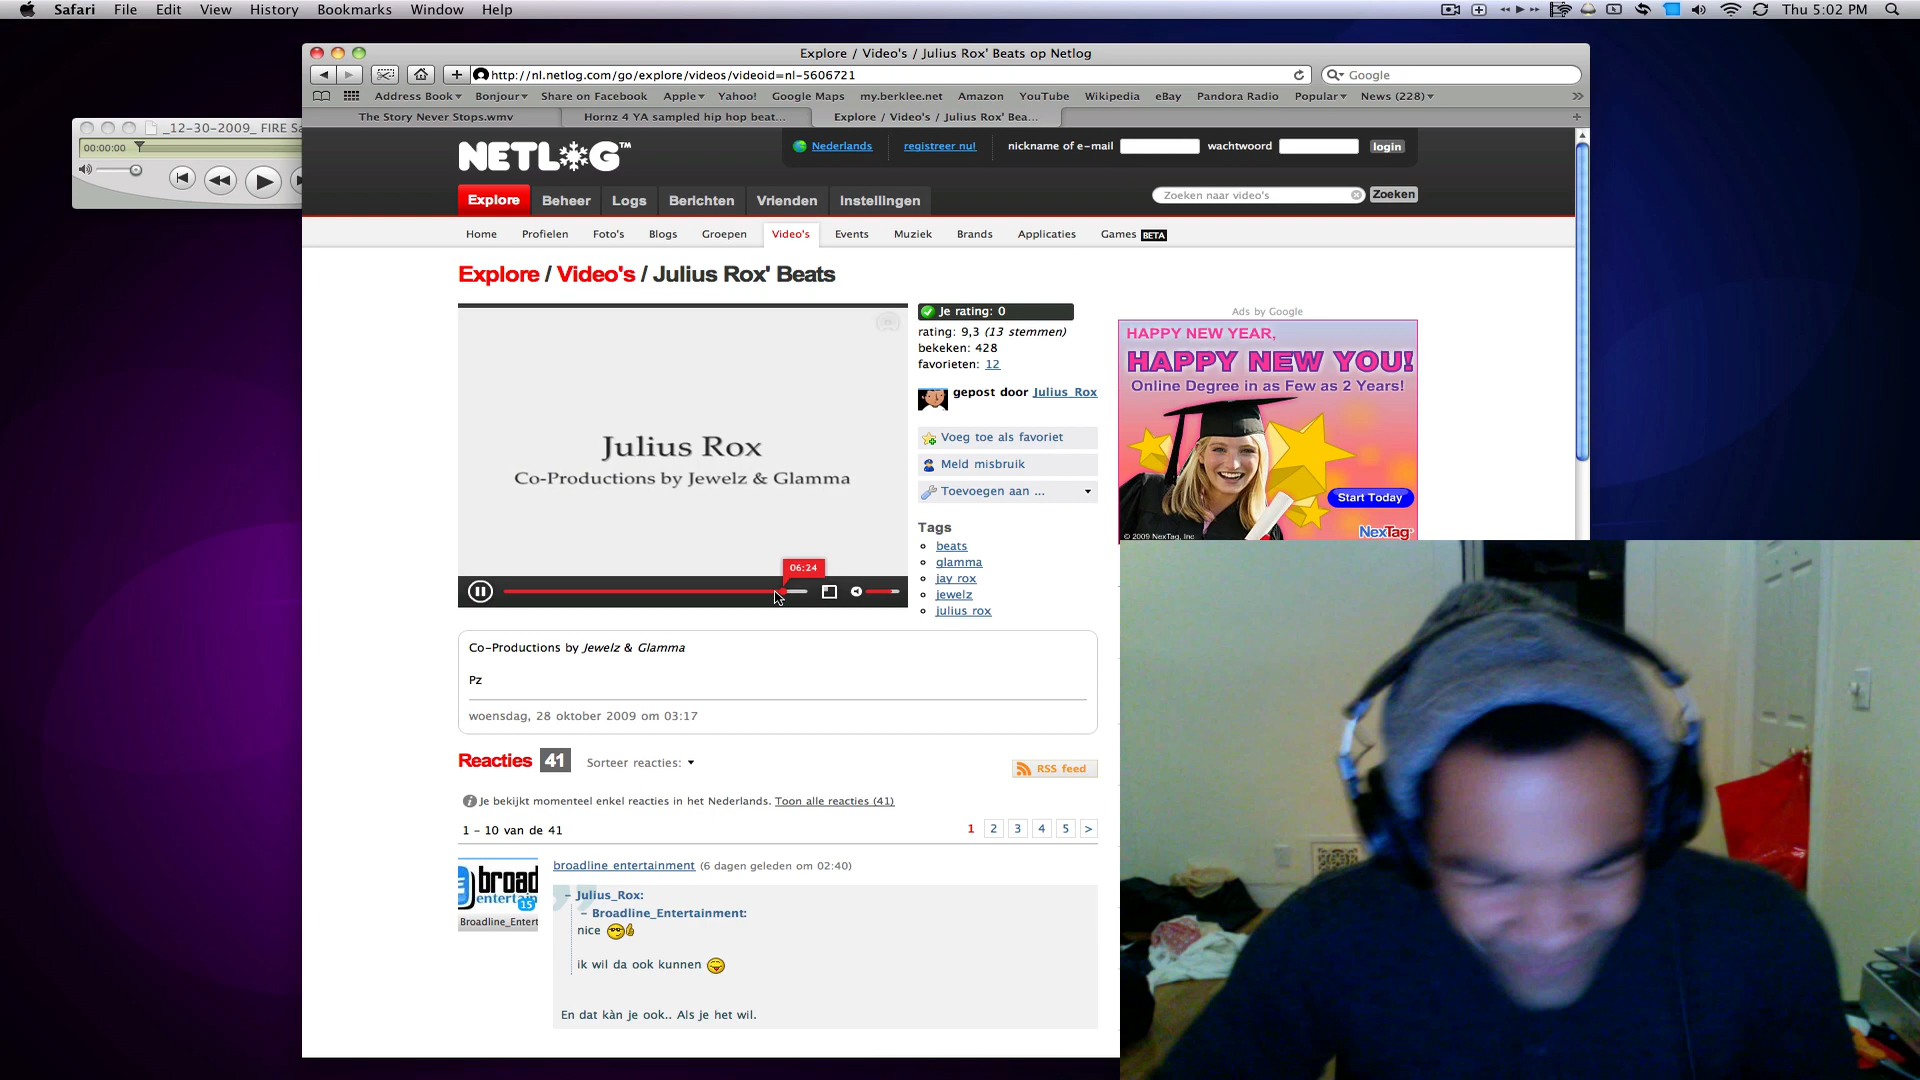 Safari File Edit View History Bookmarks Window Help
Thu 5:02 PM
Explore / Video's / Julius Rox' Beats op Netlog
http://nl.netlog.com/go/explore/videos/videoid=nl-5606721
Google
Address Book Bonjour Share on Facebook Apple Yahoo! Google Maps my.berklee.net Amazon YouTube Wikipedia eBay Pandora Radio Popular News (228)
The Story Never Stops.wmv
Hornz 4 YA sampled hip hop beat...
Explore / Video's / Julius Rox' Bea...
_12-30-2009_ FIRE Sa
00:00:00
NETLOG™
Nederlands
registreer nu!
nickname of e-mail
wachtwoord
login
Explore Beheer Logs Berichten Vrienden Instellingen
Zoeken naar video's
Zoeken
Home Profielen Foto's Blogs Groepen Video's Events Muziek Brands Applicaties Games BETA
Explore / Video's / Julius Rox' Beats
Julius Rox
Co-Productions by Jewelz & Glamma
06:24
Je rating: 0
rating: 9,3 (13 stemmen)
bekeken: 428
favorieten: 12
gepost door Julius_Rox
Voeg toe als favoriet
Meld misbruik
Toevoegen aan ...
Tags
beats
glamma
jay rox
jewelz
julius rox
Ads by Google
HAPPY NEW YEAR,
HAPPY NEW YOU!
Online Degree in as Few as 2 Years!
Start Today
NexTag
© 2009 NexTag, Inc
Co-Productions by Jewelz & Glamma
Pz
woensdag, 28 oktober 2009 om 03:17
Reacties 41
Sorteer reacties:
RSS feed
Je bekijkt momenteel enkel reacties in het Nederlands. Toon alle reacties (41)
1 - 10 van de 41
1 2 3 4 5 >
broad
entertain
15
Broadline_Entert
broadline_entertainment (6 dagen geleden om 02:40)
– Julius_Rox:
– Broadline_Entertainment:
nice
ik wil da ook kunnen
En dat kàn je ook.. Als je het wil.